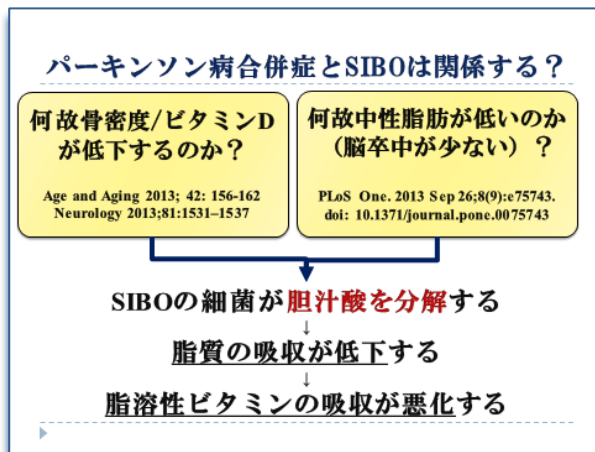 パーキンソン病合併症とSIBOは関係する？
何故骨密度/ビタミンD
が低下するのか？
Age and Aging 2013; 42: 156-162
Neurology 2013;81:1531–1537
何故中性脂肪が低いのか
（脳卒中が少ない）？
PLoS One. 2013 Sep 26;8(9):e75743.
doi: 10.1371/journal.pone.0075743
SIBOの細菌が胆汁酸を分解する
↓
脂質の吸収が低下する
↓
脂溶性ビタミンの吸収が悪化する